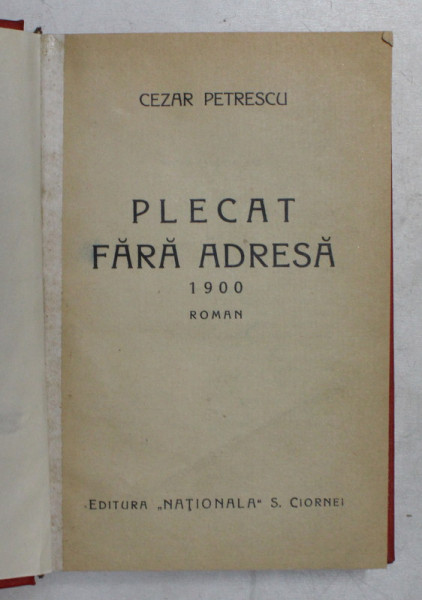 CEZAR PETRESCU
PLECAT
FĂRĂ ADRESĂ
1900
ROMAN
EDITURA „NAŢIONALA“ S. CIORNEI